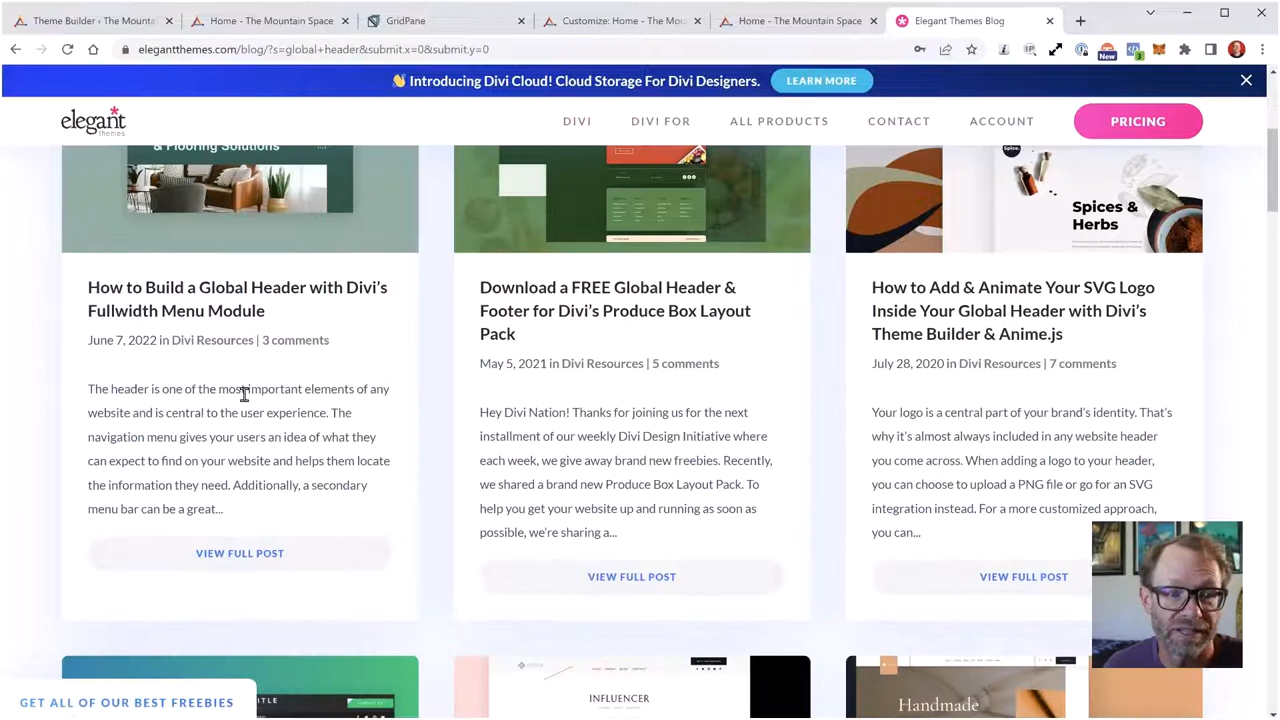 Theme Builder + The Mounta
Home - The Mountain Space
GridPane
Customize: Home - The Mou
Home - The Mountain Space
Elegant Themes Blog
elegantthemes.com/blog/?s=global+header&submit.x=0&submit.y=0
New
3
👋 Introducing Divi Cloud! Cloud Storage For Divi Designers.
LEARN MORE
elegant
themes
DIVI
DIVI FOR
ALL PRODUCTS
CONTACT
ACCOUNT
PRICING
& Flooring Solutions
Spices &
Herbs
How to Build a Global Header with Divi's
Fullwidth Menu Module
June 7, 2022 in Divi Resources | 3 comments
The header is one of the most important elements of any
website and is central to the user experience. The
navigation menu gives your users an idea of what they
can expect to find on your website and helps them locate
the information they need. Additionally, a secondary
menu bar can be a great...
VIEW FULL POST
Download a FREE Global Header &
Footer for Divi's Produce Box Layout
Pack
May 5, 2021 in Divi Resources | 5 comments
Hey Divi Nation! Thanks for joining us for the next
installment of our weekly Divi Design Initiative where
each week, we give away brand new freebies. Recently,
we shared a brand new Produce Box Layout Pack. To
help you get your website up and running as soon as
possible, we're sharing a...
VIEW FULL POST
How to Add & Animate Your SVG Logo
Inside Your Global Header with Divi's
Theme Builder & Anime.js
July 28, 2020 in Divi Resources | 7 comments
Your logo is a central part of your brand's identity. That's
why it's almost always included in any website header
you come across. When adding a logo to your header,
you can choose to upload a PNG file or go for an SVG
integration instead. For a more customized approach,
you can...
VIEW FULL POST
GET ALL OF OUR BEST FREEBIES
INFLUENCER
Handmade